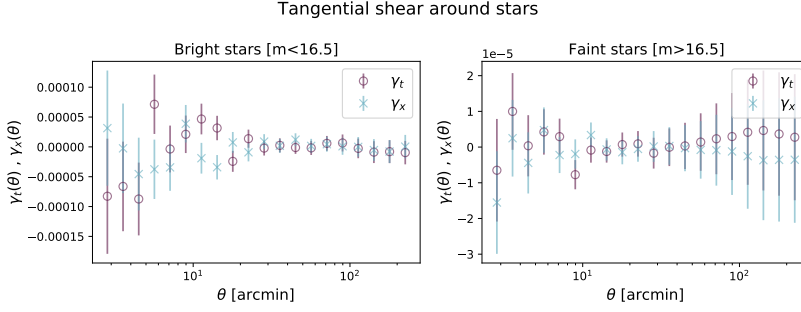 Tangential shear around stars
Bright stars [m<16.5]
γt(θ) , γx(θ)
0.00010
0.00005
0.00000
−0.00005
−0.00010
−0.00015
γt
γx
10¹
10²
θ [arcmin]
Faint stars [m>16.5]
1e−5
γt(θ) , γx(θ)
2
1
0
−1
−2
−3
γt
γx
10¹
10²
θ [arcmin]